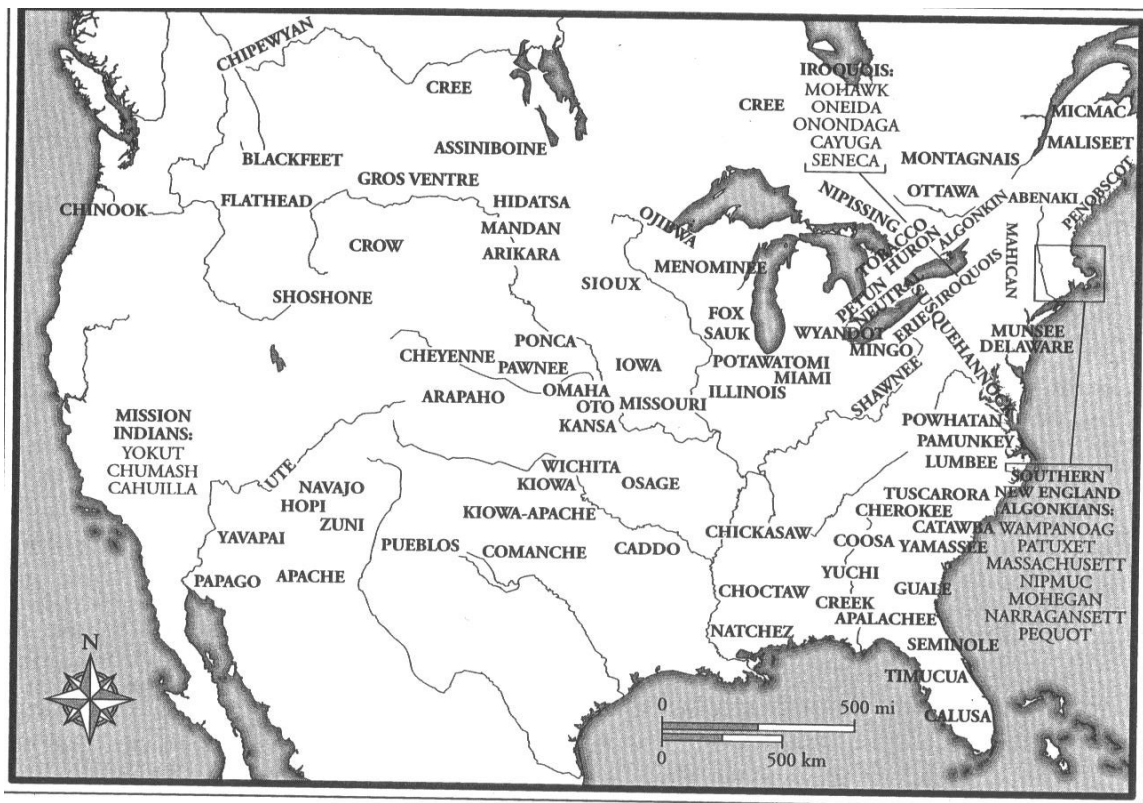 CHIPEWYAN
CREE
ASSINIBOINE
BLACKFEET
GROS VENTRE
FLATHEAD
HIDATSA
CHINOOK
MANDAN
CROW
ARIKARA
SHOSHONE
IROQUOIS:
MOHAWK
ONEIDA
ONONDAGA
CAYUGA
SENECA
CREE
MICMAC
MALISEET
MONTAGNAIS
OTTAWA
ABENAKI
PENOBSCOT
NIPISSING
ALGONKIN
OJIBWA
TOBACCO
HURON
MAHICAN
MENOMINEE
PETUN
NEUTRAL
IROQUOIS
SIOUX
FOX
SAUK
WYANDOT
ERIE
SUSQUEHANNOCK
MUNSEE
DELAWARE
MINGO
PONCA
CHEYENNE
PAWNEE
IOWA
POTAWATOMI
MIAMI
ILLINOIS
SHAWNEE
ARAPAHO
OMAHA
OTO
MISSOURI
KANSA
MISSION
INDIANS:
YOKUT
CHUMASH
CAHUILLA
UTE
NAVAJO
HOPI
ZUNI
YAVAPAI
PAPAGO
APACHE
PUEBLOS
WICHITA
KIOWA
OSAGE
KIOWA-APACHE
COMANCHE
CADDO
POWHATAN
PAMUNKEY
LUMBEE
TUSCARORA
CHEROKEE
CHICKASAW
COOSA
CATAWBA
YAMASSEE
YUCHI
CHOCTAW
CREEK
GUALE
APALACHEE
NATCHEZ
SEMINOLE
TIMUCUA
CALUSA
SOUTHERN
NEW ENGLAND
ALGONKIANS:
WAMPANOAG
PATUXET
MASSACHUSETT
NIPMUC
MOHEGAN
NARRAGANSETT
PEQUOT
N
0 500 mi
0 500 km